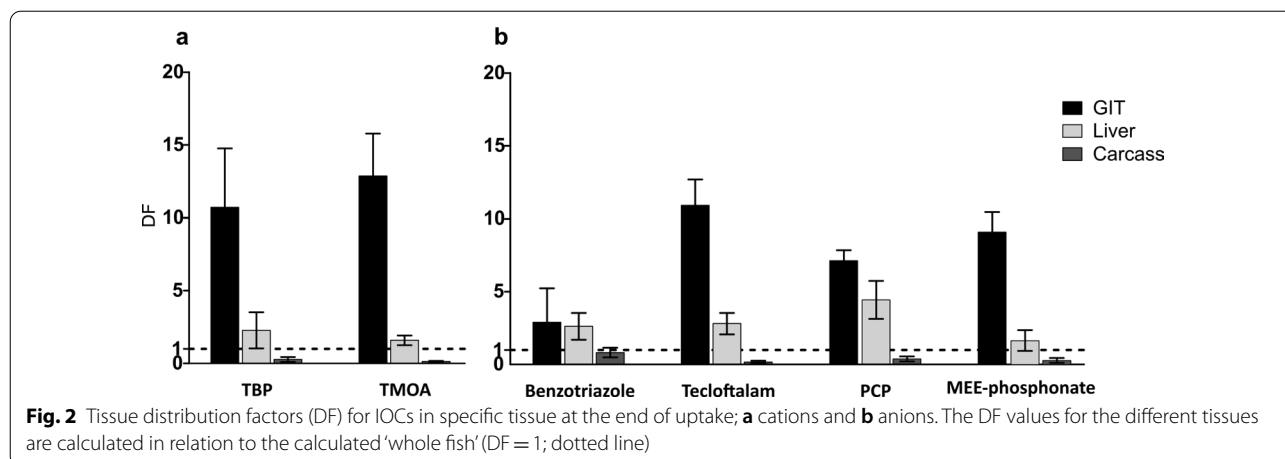 a
b
20
15
10
5
1
0
DF
TBP
TMOA
20
15
10
5
1
0
Benzotriazole
Tecloftalam
PCP
MEE-phosphonate
GIT
Liver
Carcass
Fig. 2 Tissue distribution factors (DF) for IOCs in specific tissue at the end of uptake; a cations and b anions. The DF values for the different tissues
are calculated in relation to the calculated ‘whole fish’ (DF = 1; dotted line)